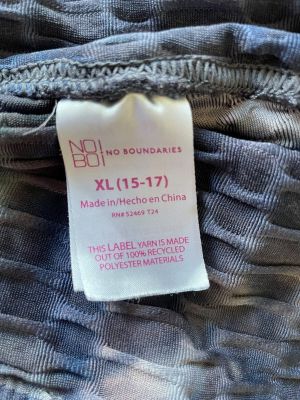 NO!
BO!
NO BOUNDARIES
XL (15-17)
Made in/Hecho en China
RN# 52469 T24
THIS LABEL YARN IS MADE
OUT OF 100% RECYCLED
POLYESTER MATERIALS